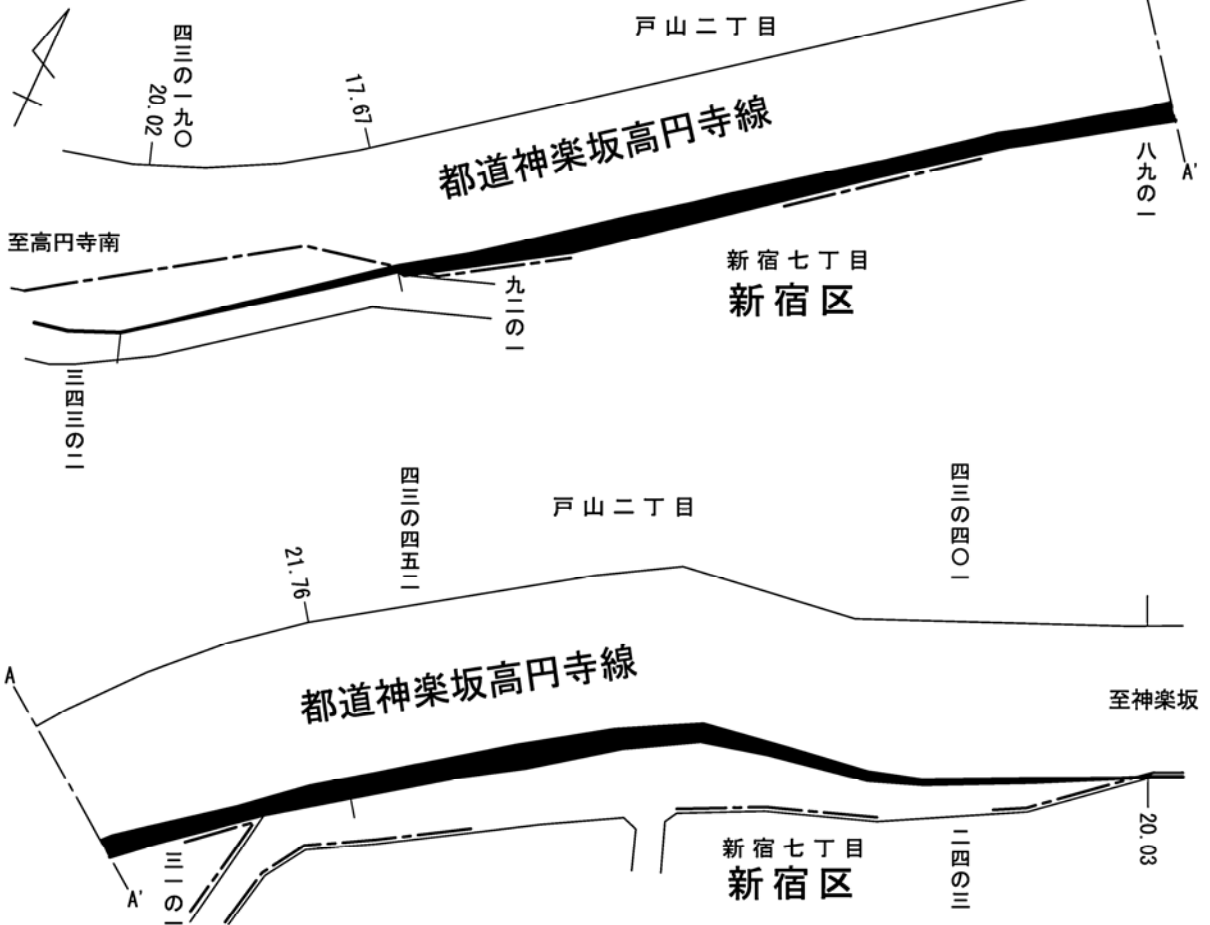 戸山二丁目
四三の一九〇
20.02
17.67
都道神楽坂高円寺線
八九の一
A'
至高円寺南
新宿七丁目
新宿区
九二の一
三四三の二
戸山二丁目
四三の四五二
四三の四〇一
21.76
A
都道神楽坂高円寺線
至神楽坂
三一の一
A'
新宿七丁目
新宿区
二四の三
20.03